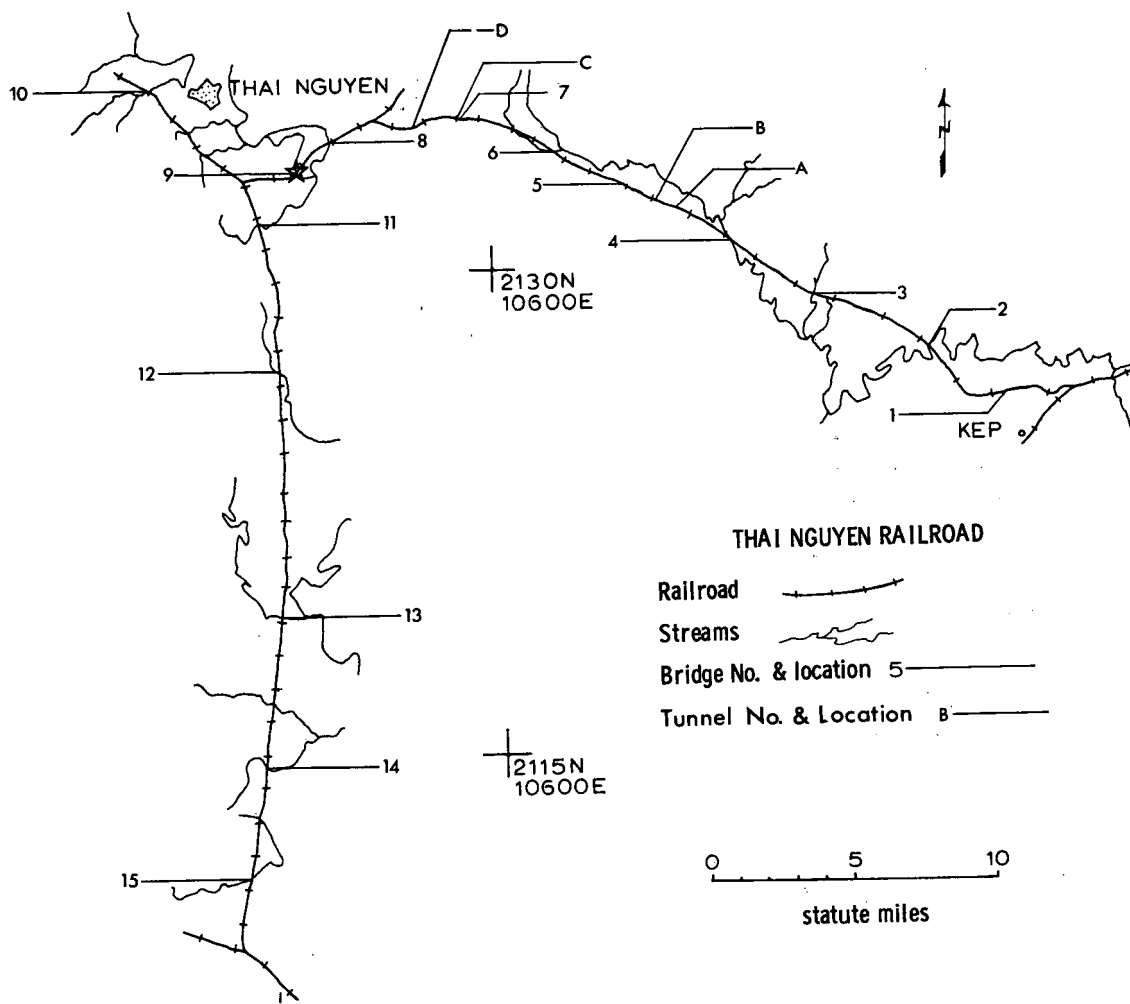 D
C
7
10
THAI NGUYEN
B
8
6
A
9
5
11
4
2130N
10600E
3
2
12
1
KEP
THAI NGUYEN RAILROAD
Railroad
Streams
13
Bridge No. & location 5
Tunnel No. & Location B
14
2115N
10600E
0 5 10
15
statute miles
N